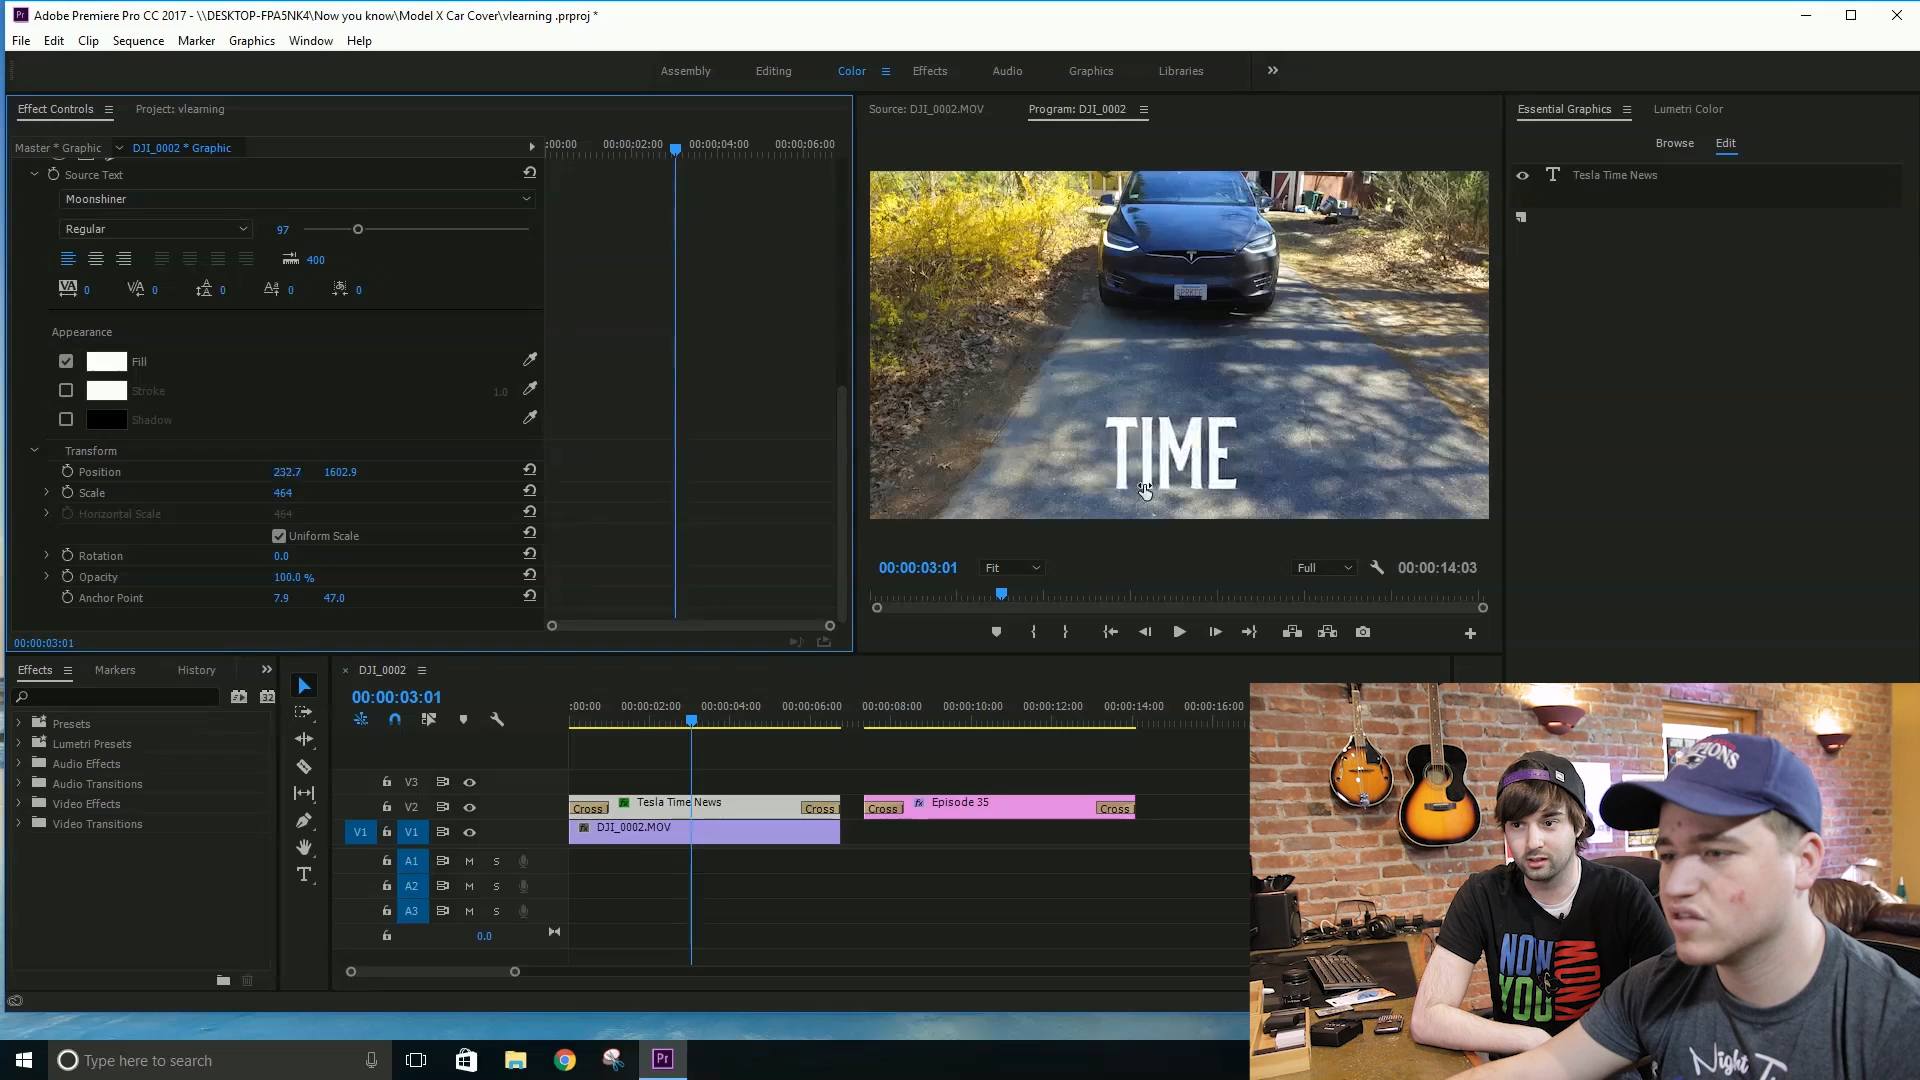 Adobe Premiere Pro CC 2017 - \\DESKTOP-FPA5NK4\Now you know\Model X Car Cover\vlearning .prproj *
File Edit Clip Sequence Marker Graphics Window Help
Assembly Editing Color Effects Audio Graphics Libraries
Effect Controls Project: vlearning
Master * Graphic DJI_0002 * Graphic
:00:00 00:00:02:00 00:00:04:00 00:00:06:00
Source Text
Moonshiner
Regular 97
400
0 0 0 0 0
Appearance
Fill
Stroke 1.0
Shadow
Transform
Position 232.7 1602.9
Scale 464
Horizontal Scale 464
Uniform Scale
Rotation 0.0
Opacity 100.0 %
Anchor Point 7.9 47.0
00:00:03:01
Source: DJI_0002.MOV Program: DJI_0002
TIME
00:00:03:01 Fit Full 00:00:14:03
Essential Graphics Lumetri Color
Browse Edit
Tesla Time News
Effects Markers History
Presets
Lumetri Presets
Audio Effects
Audio Transitions
Video Effects
Video Transitions
DJI_0002
00:00:03:01
:00:00 00:00:02:00 00:00:04:00 00:00:06:00 00:00:08:00 00:00:10:00 00:00:12:00 00:00:14:00 00:00:16:00
V3
V2 Cross Tesla Time News Cross Cross Episode 35 Cross
V1 V1 DJI_0002.MOV
A1 M S
A2 M S
A3 M S
0.0
NOW
YOU
Night
Type here to search
Pr